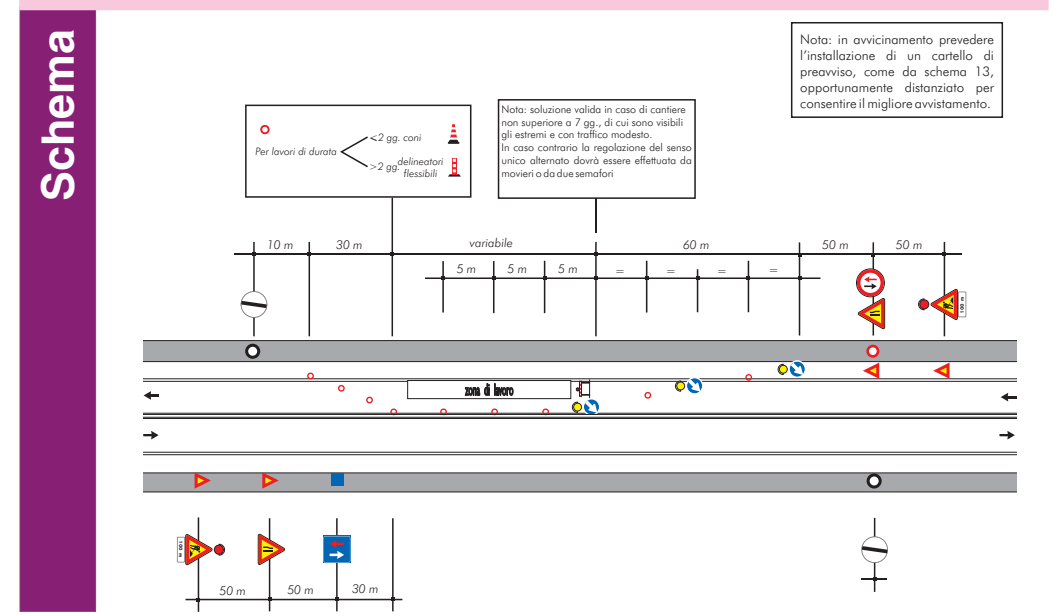 Schema
Nota: in avvicinamento prevedere
l'installazione di un cartello di
preavviso, come da schema 13,
opportunamente distanziato per
consentire il migliore avvistamento.
Per lavori di durata
<2 gg. coni
>2 gg. delineatori
flessibili
Nota: soluzione valida in caso di cantiere
non superiore a 7 gg., di cui sono visibili
gli estremi e con traffico modesto.
In caso contrario la regolazione del senso
unico alternato dovrà essere effettuata da
movieri o da due semafori
10 m 30 m variabile 60 m 50 m 50 m
5 m 5 m 5 m = = = =
100 m
zona di lavoro
100 m
50 m 50 m 30 m